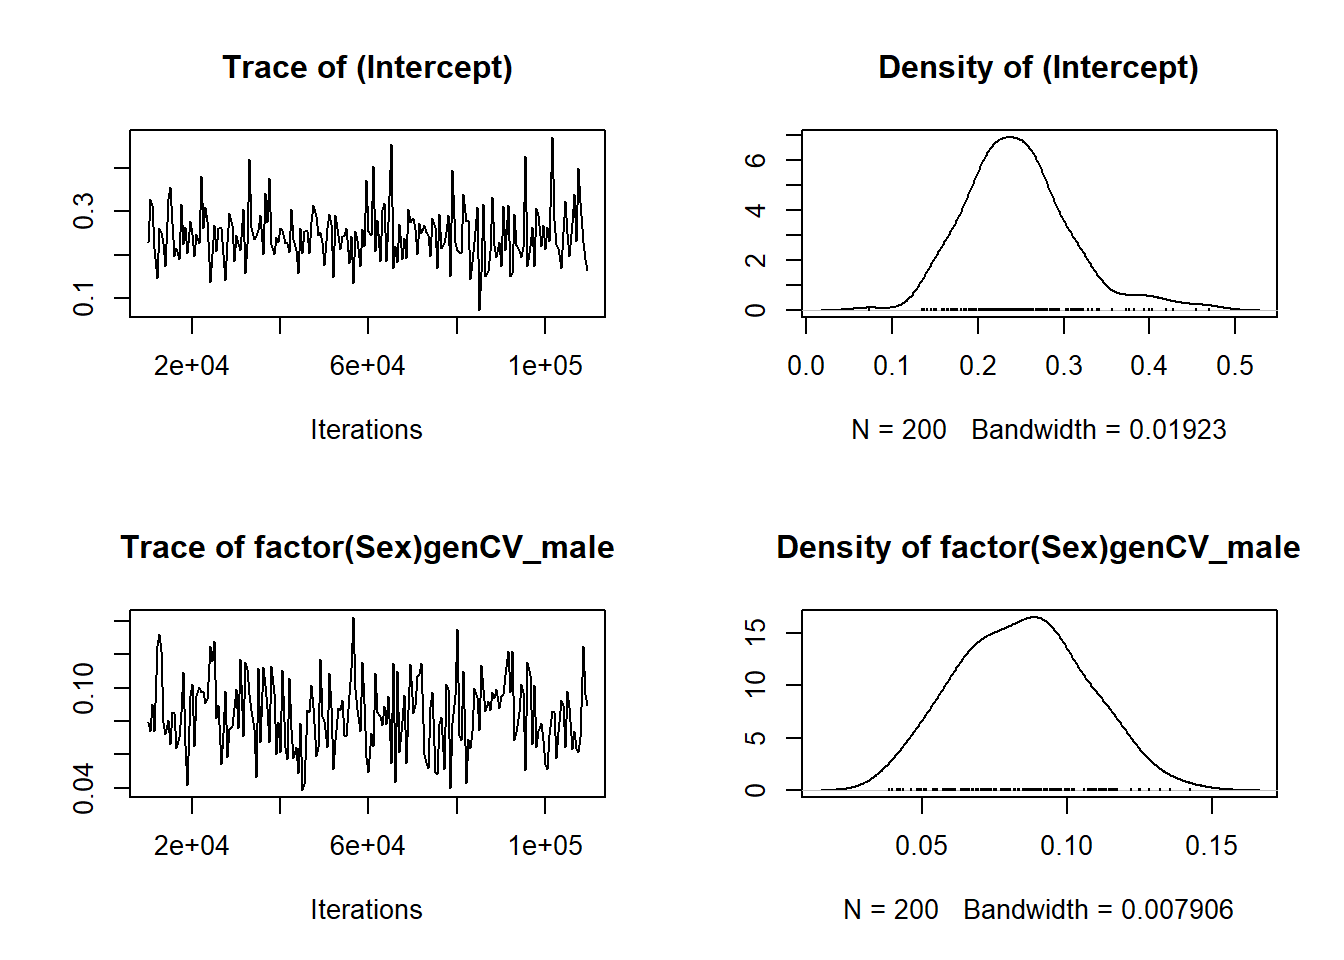 Trace of (Intercept)
0.3
0.1
2e+04 6e+04 1e+05
Iterations
Density of (Intercept)
6
4
2
0
0.0 0.1 0.2 0.3 0.4 0.5
N = 200 Bandwidth = 0.01923
Trace of factor(Sex)genCV_male
0.10
0.04
2e+04 6e+04 1e+05
Iterations
Density of factor(Sex)genCV_male
15
10
5
0
0.05 0.10 0.15
N = 200 Bandwidth = 0.007906